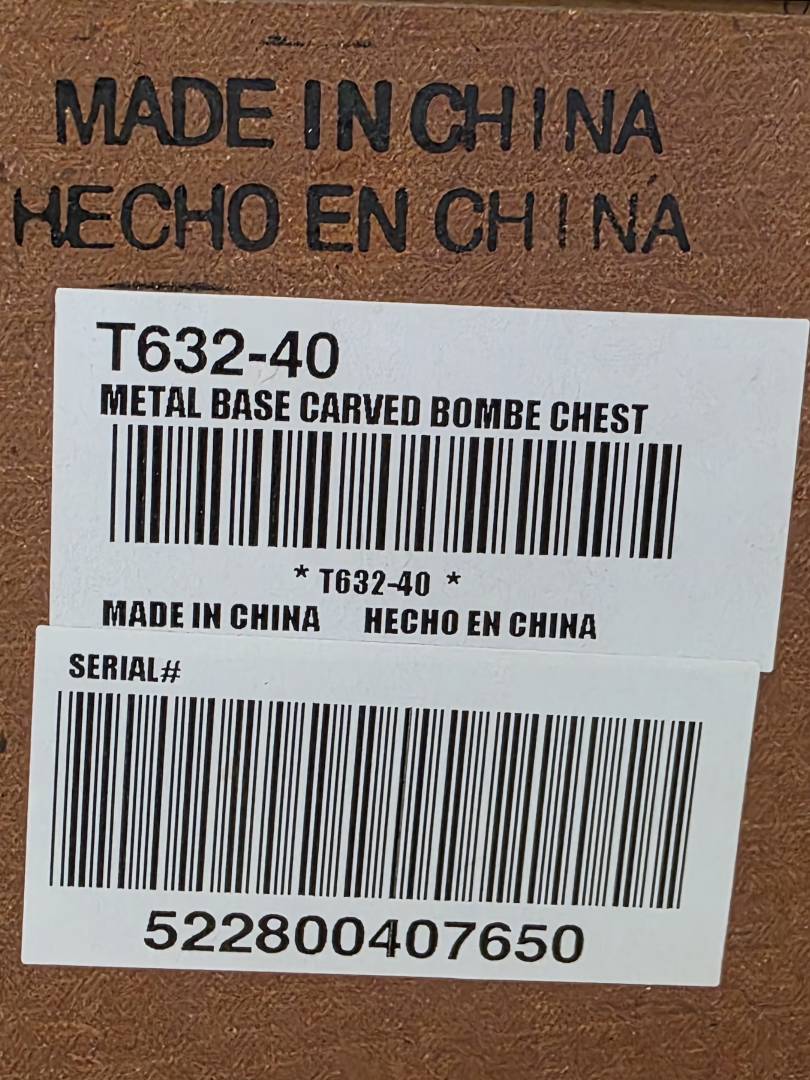 MADE IN CHINA
HECHO EN CHINA
T632-40
METAL BASE CARVED BOMBE CHEST
* T632-40 *
MADE IN CHINA HECHO EN CHINA
SERIAL#
522800407650